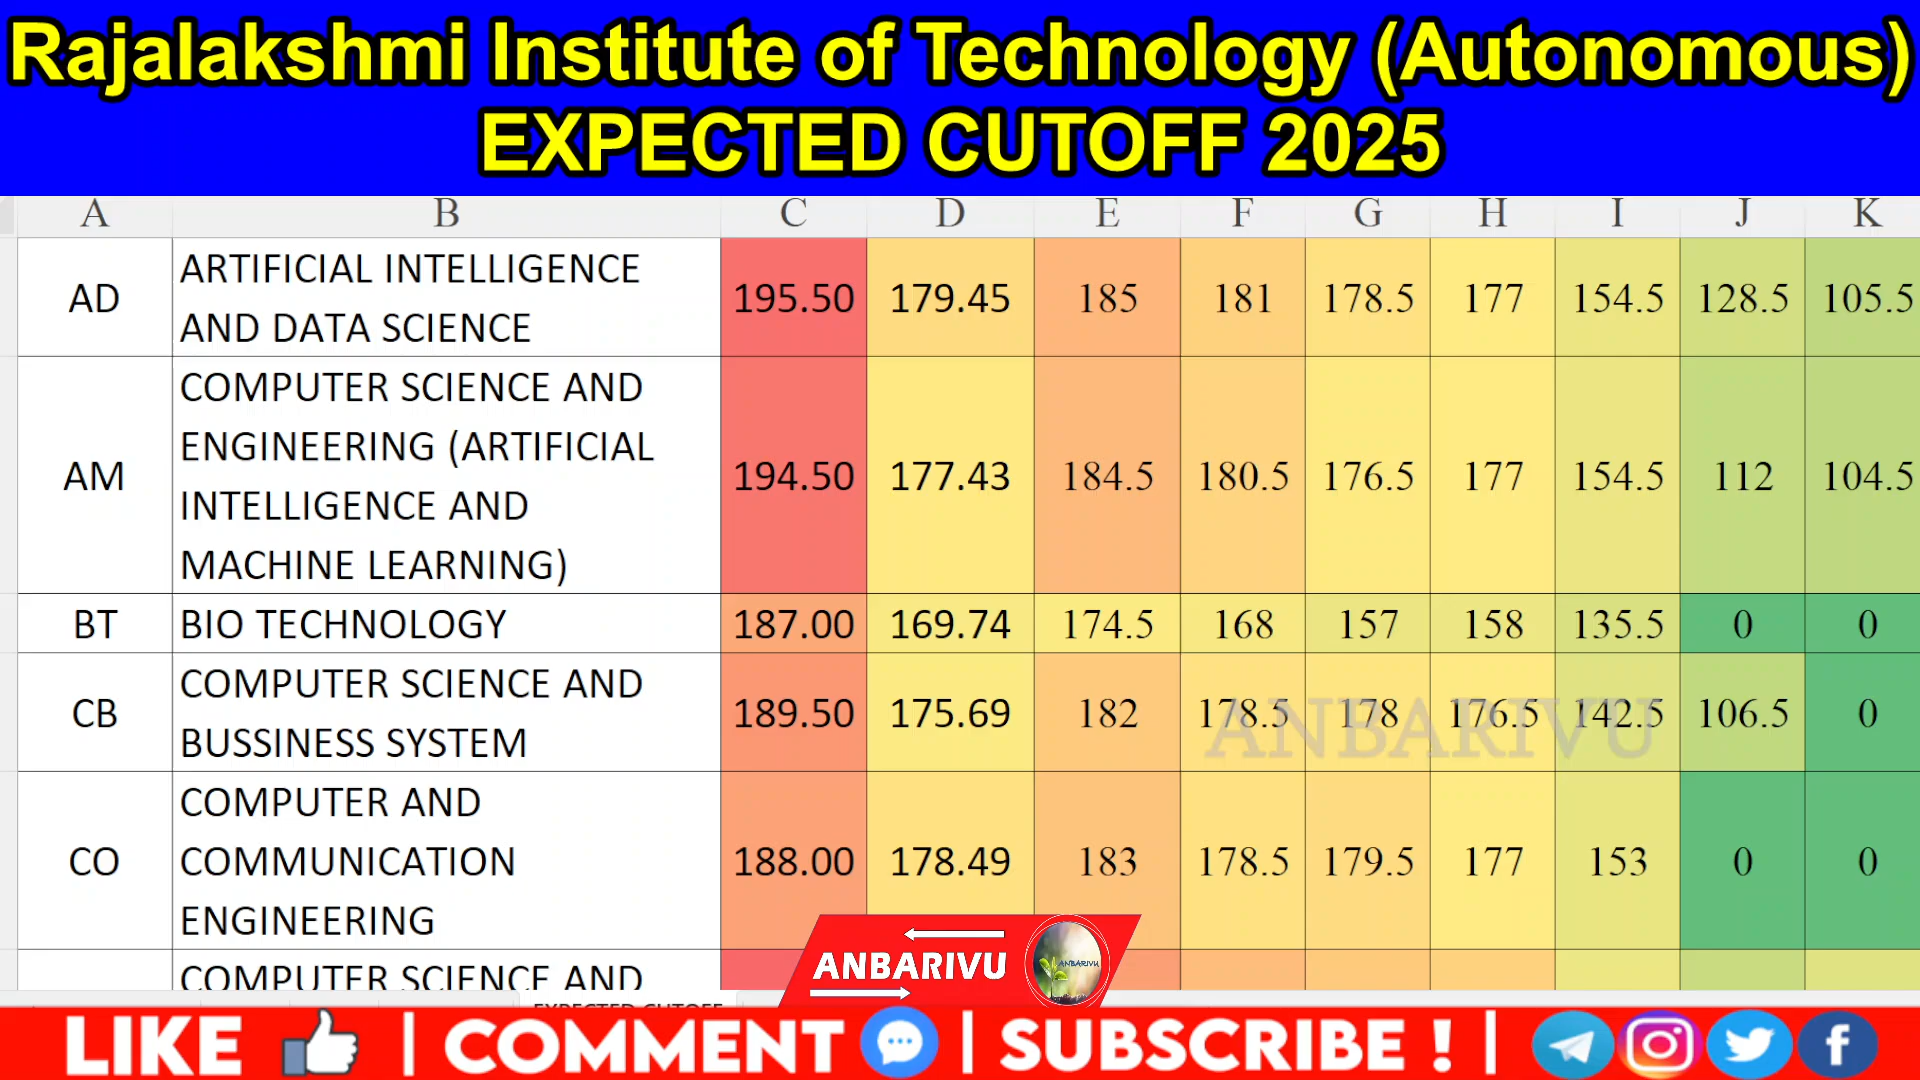 Rajalakshmi Institute of Technology (Autonomous)
EXPECTED CUTOFF 2025
A B C D E F G H I J K
AD ARTIFICIAL INTELLIGENCE AND DATA SCIENCE 195.50 179.45 185 181 178.5 177 154.5 128.5 105.5
AM COMPUTER SCIENCE AND ENGINEERING (ARTIFICIAL INTELLIGENCE AND MACHINE LEARNING) 194.50 177.43 184.5 180.5 176.5 177 154.5 112 104.5
BT BIO TECHNOLOGY 187.00 169.74 174.5 168 157 158 135.5 0 0
CB COMPUTER SCIENCE AND BUSSINESS SYSTEM 189.50 175.69 182 178.5 178 176.5 142.5 106.5 0
ANBARIVU
CO COMPUTER AND COMMUNICATION ENGINEERING 188.00 178.49 183 178.5 179.5 177 153 0 0
COMPUTER SCIENCE AND
EXPECTED CUTOFF
ANBARIVU
ANBARIVU
LIKE | COMMENT | SUBSCRIBE ! |